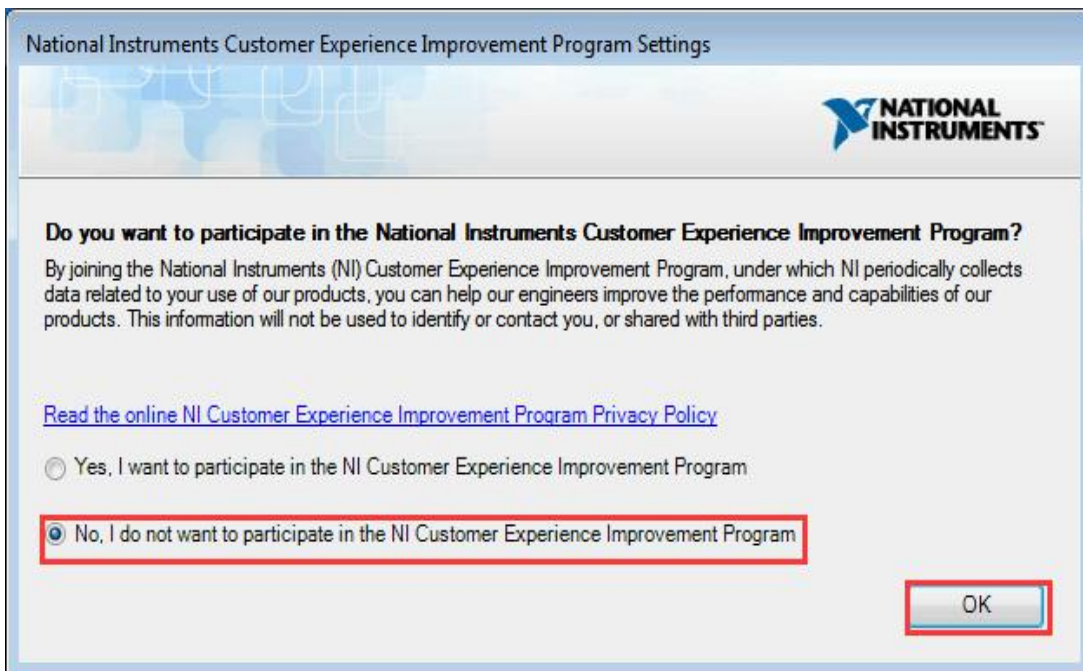 National Instruments Customer Experience Improvement Program Settings
NATIONAL
INSTRUMENTS™
Do you want to participate in the National Instruments Customer Experience Improvement Program?
By joining the National Instruments (NI) Customer Experience Improvement Program, under which NI periodically collects
data related to your use of our products, you can help our engineers improve the performance and capabilities of our
products. This information will not be used to identify or contact you, or shared with third parties.
Read the online NI Customer Experience Improvement Program Privacy Policy
Yes, I want to participate in the NI Customer Experience Improvement Program
No, I do not want to participate in the NI Customer Experience Improvement Program
OK